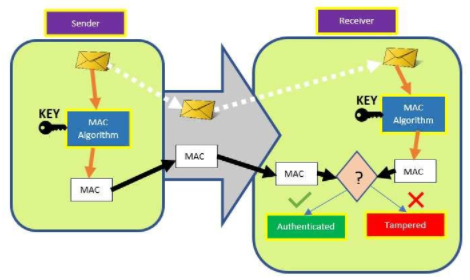 Sender
Receiver
KEY
MAC
Algorithm
MAC
MAC
KEY
MAC
Algorithm
MAC
MAC
?
Authenticated
Tampered